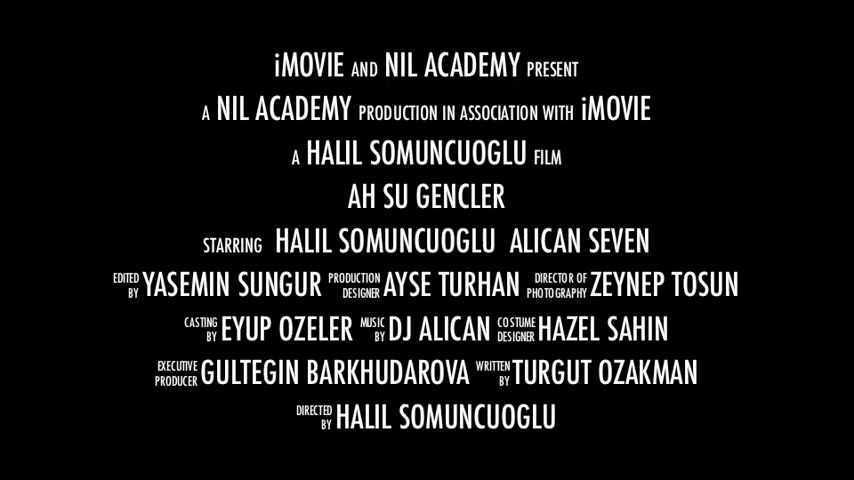 iMOVIE AND NIL ACADEMY PRESENT
A NIL ACADEMY PRODUCTION IN ASSOCIATION WITH iMOVIE
A HALIL SOMUNCUOGLU FILM
AH SU GENCLER
STARRING HALIL SOMUNCUOGLU ALICAN SEVEN
EDITED BY YASEMIN SUNGUR PRODUCTION DESIGNER AYSE TURHAN DIRECTOR OF PHOTOGRAPHY ZEYNEP TOSUN
CASTING BY EYUP OZELER MUSIC BY DJ ALICAN COSTUME DESIGNER HAZEL SAHIN
EXECUTIVE PRODUCER GULTEGIN BARKHUDAROVA WRITTEN BY TURGUT OZAKMAN
DIRECTED BY HALIL SOMUNCUOGLU